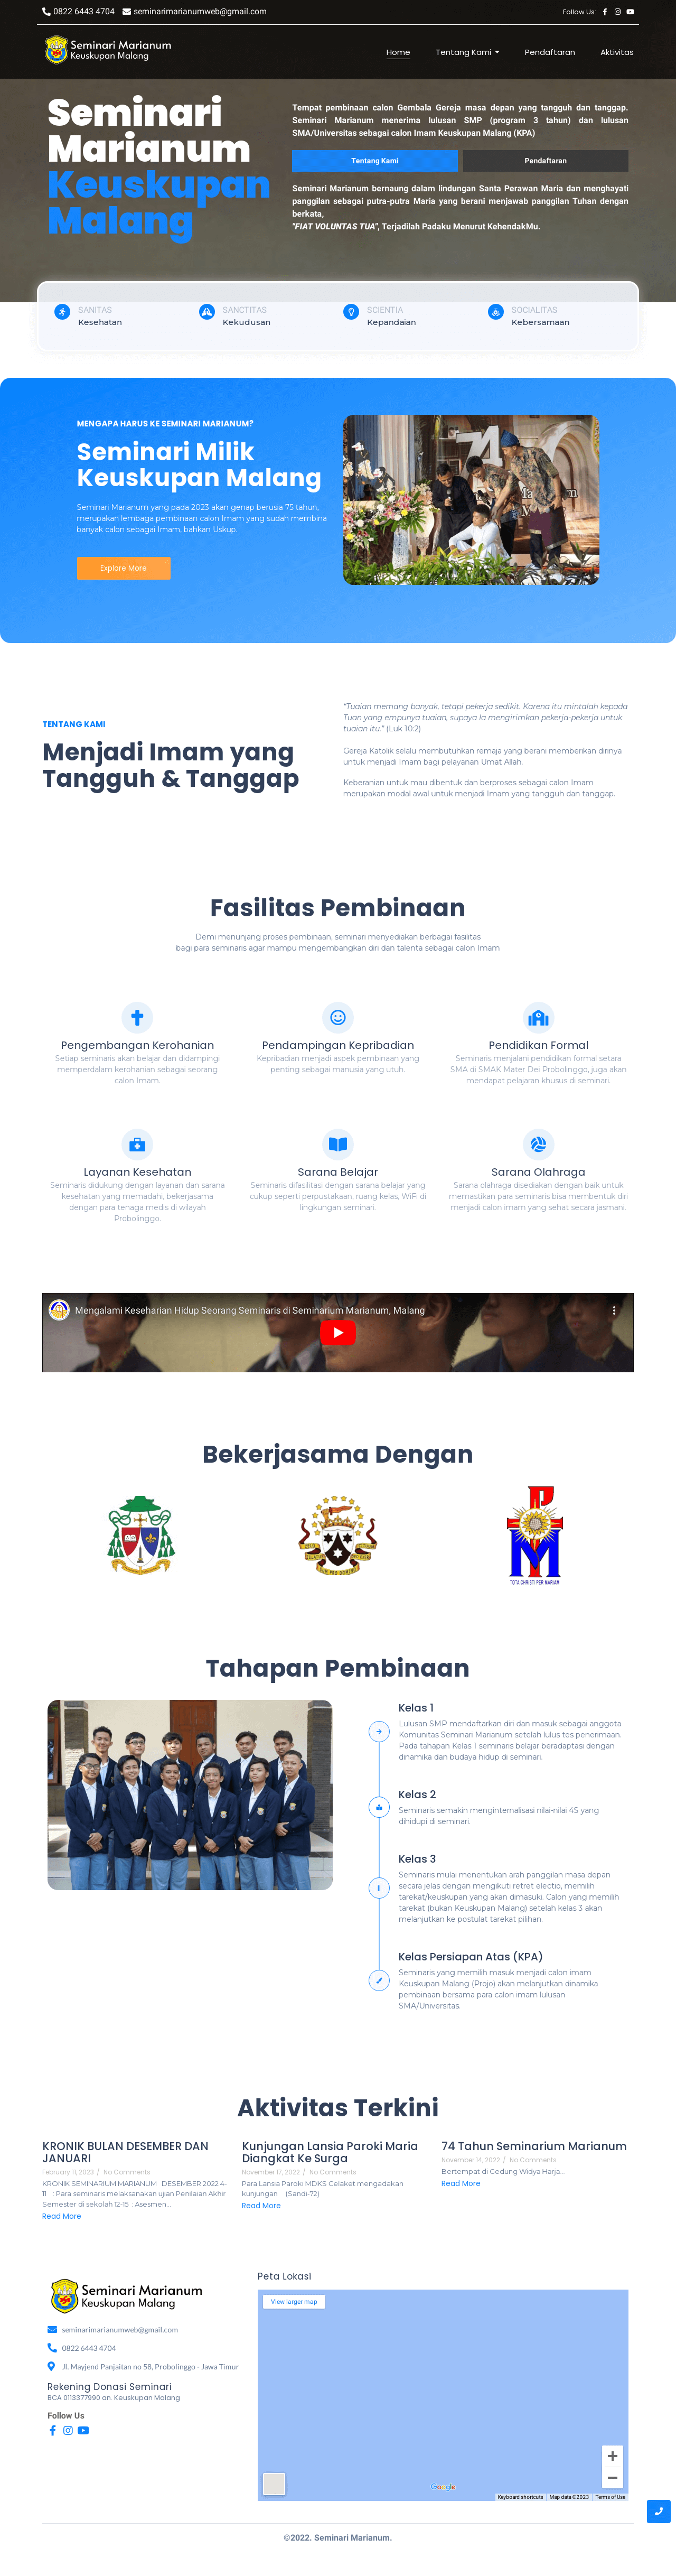 0822 6443 4704
seminarimarianumweb@gmail.com
Follow Us:
Seminari Marianum
Keuskupan Malang
Home
Tentang Kami
Pendaftaran
Aktivitas
Seminari
Marianum
Keuskupan
Malang
Tempat pembinaan calon Gembala Gereja masa depan yang tangguh dan tanggap.
Seminari Marianum menerima lulusan SMP (program 3 tahun) dan lulusan
SMA/Universitas sebagai calon Imam Keuskupan Malang (KPA)
Tentang Kami
Pendaftaran
Seminari Marianum bernaung dalam lindungan Santa Perawan Maria dan menghayati
panggilan sebagai putra-putra Maria yang berani menjawab panggilan Tuhan dengan
berkata,
"FIAT VOLUNTAS TUA", Terjadilah Padaku Menurut KehendakMu.
SANITAS
Kesehatan
SANCTITAS
Kekudusan
SCIENTIA
Kepandaian
SOCIALITAS
Kebersamaan
MENGAPA HARUS KE SEMINARI MARIANUM?
Seminari Milik
Keuskupan Malang
Seminari Marianum yang pada 2023 akan genap berusia 75 tahun,
merupakan lembaga pembinaan calon Imam yang sudah membina
banyak calon sebagai Imam, bahkan Uskup.
Explore More
TENTANG KAMI
Menjadi Imam yang
Tangguh & Tanggap
"Tuaian memang banyak, tetapi pekerja sedikit. Karena itu mintalah kepada
Tuan yang empunya tuaian, supaya Ia mengirimkan pekerja-pekerja untuk
tuaian itu." (Luk 10:2)
Gereja Katolik selalu membutuhkan remaja yang berani memberikan dirinya
untuk menjadi Imam bagi pelayanan Umat Allah.
Keberanian untuk mau dibentuk dan berproses sebagai calon Imam
merupakan modal awal untuk menjadi Imam yang tangguh dan tanggap.
Fasilitas Pembinaan
Demi menunjang proses pembinaan, seminari menyediakan berbagai fasilitas
bagi para seminaris agar mampu mengembangkan diri dan talenta sebagai calon Imam
Pengembangan Kerohanian
Setiap seminaris akan belajar dan didampingi
memperdalam kerohanian sebagai seorang
calon Imam.
Pendampingan Kepribadian
Kepribadian menjadi aspek pembinaan yang
penting sebagai manusia yang utuh.
Pendidikan Formal
Seminaris menjalani pendidikan formal setara
SMA di SMAK Mater Dei Probolinggo, juga akan
mendapat pelajaran khusus di seminari.
Layanan Kesehatan
Seminaris didukung dengan layanan dan sarana
kesehatan yang memadahi, bekerjasama
dengan para tenaga medis di wilayah
Probolinggo.
Sarana Belajar
Seminaris difasilitasi dengan sarana belajar yang
cukup seperti perpustakaan, ruang kelas, WiFi di
lingkungan seminari.
Sarana Olahraga
Sarana olahraga disediakan dengan baik untuk
memastikan para seminaris bisa membentuk diri
menjadi calon imam yang sehat secara jasmani.
Mengalami Keseharian Hidup Seorang Seminaris di Seminarium Marianum, Malang
Bekerjasama Dengan
TOTA CHRISTI PER MARIAM
Tahapan Pembinaan
Kelas 1
Lulusan SMP mendaftarkan diri dan masuk sebagai anggota
Komunitas Seminari Marianum setelah lulus tes penerimaan.
Pada tahapan Kelas 1 seminaris belajar beradaptasi dengan
dinamika dan budaya hidup di seminari.
Kelas 2
Seminaris semakin menginternalisasi nilai-nilai 4S yang
dihidupi di seminari.
Kelas 3
Seminaris mulai menentukan arah panggilan masa depan
secara jelas dengan mengikuti retret electio, memilih
tarekat/keuskupan yang akan dimasuki. Calon yang memilih
tarekat (bukan Keuskupan Malang) setelah kelas 3 akan
melanjutkan ke postulat tarekat pilihan.
Kelas Persiapan Atas (KPA)
Seminaris yang memilih masuk menjadi calon imam
Keuskupan Malang (Projo) akan melanjutkan dinamika
pembinaan bersama para calon imam lulusan
SMA/Universitas.
Aktivitas Terkini
KRONIK BULAN DESEMBER DAN
JANUARI
February 11, 2023 / No Comments
KRONIK SEMINARIUM MARIANUM DESEMBER 2022 4-
11 : Para seminaris melaksanakan ujian Penilaian Akhir
Semester di sekolah 12-15 : Asesmen...
Read More
Kunjungan Lansia Paroki Maria
Diangkat Ke Surga
November 17, 2022 / No Comments
Para Lansia Paroki MDKS Celaket mengadakan
kunjungan (Sandi-72)
Read More
74 Tahun Seminarium Marianum
November 14, 2022 / No Comments
Bertempat di Gedung Widya Harja...
Read More
Seminari Marianum
Keuskupan Malang
seminarimarianumweb@gmail.com
0822 6443 4704
Jl. Mayjend Panjaitan no 58, Probolinggo - Jawa Timur
Rekening Donasi Seminari
BCA 0113377990 an. Keuskupan Malang
Follow Us
Peta Lokasi
View larger map
Google
Keyboard shortcuts
Map data ©2023
Terms of Use
©2022. Seminari Marianum.